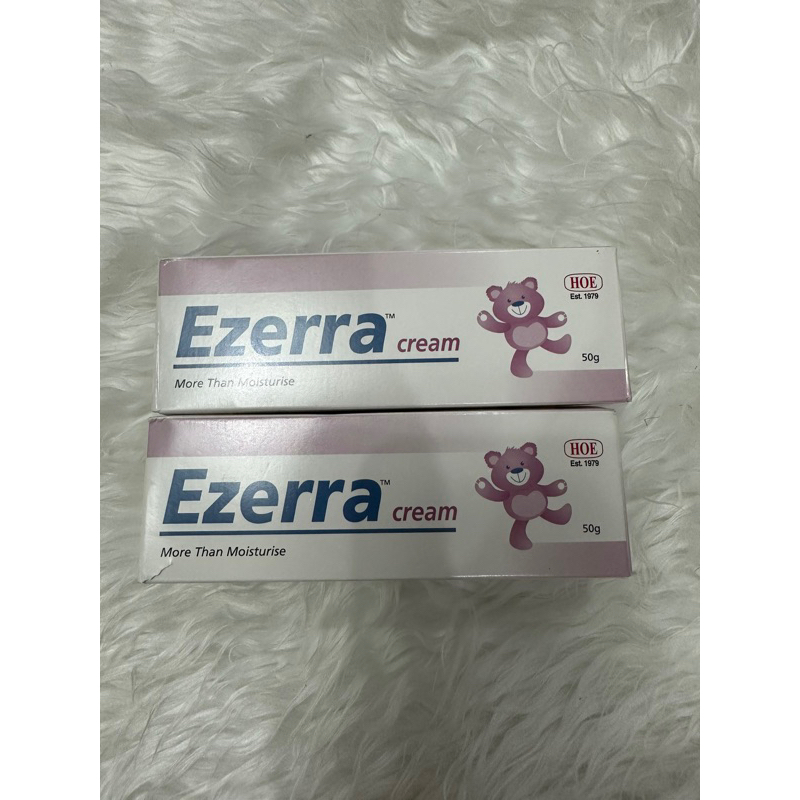 HOE
Est. 1979
Ezerra™ cream
50g
More Than Moisturise
HOE
Est. 1979
Ezerra™ cream
50g
More Than Moisturise